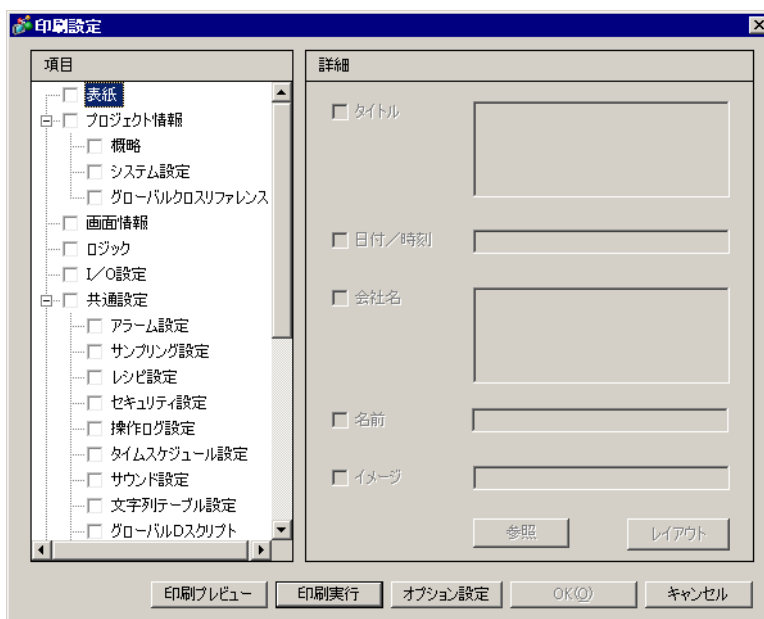 印刷設定
項目
表紙
プロジェクト情報
概略
システム設定
グローバルクロスリファレンス
画面情報
ロジック
I/O設定
共通設定
アラーム設定
サンプリング設定
レシピ設定
セキュリティ設定
操作ログ設定
タイムスケジュール設定
サウンド設定
文字列テーブル設定
グローバルDスクリプト
詳細
タイトル
日付/時刻
会社名
名前
イメージ
参照
レイアウト
印刷プレビュー
印刷実行
オプション設定
OK(O)
キャンセル